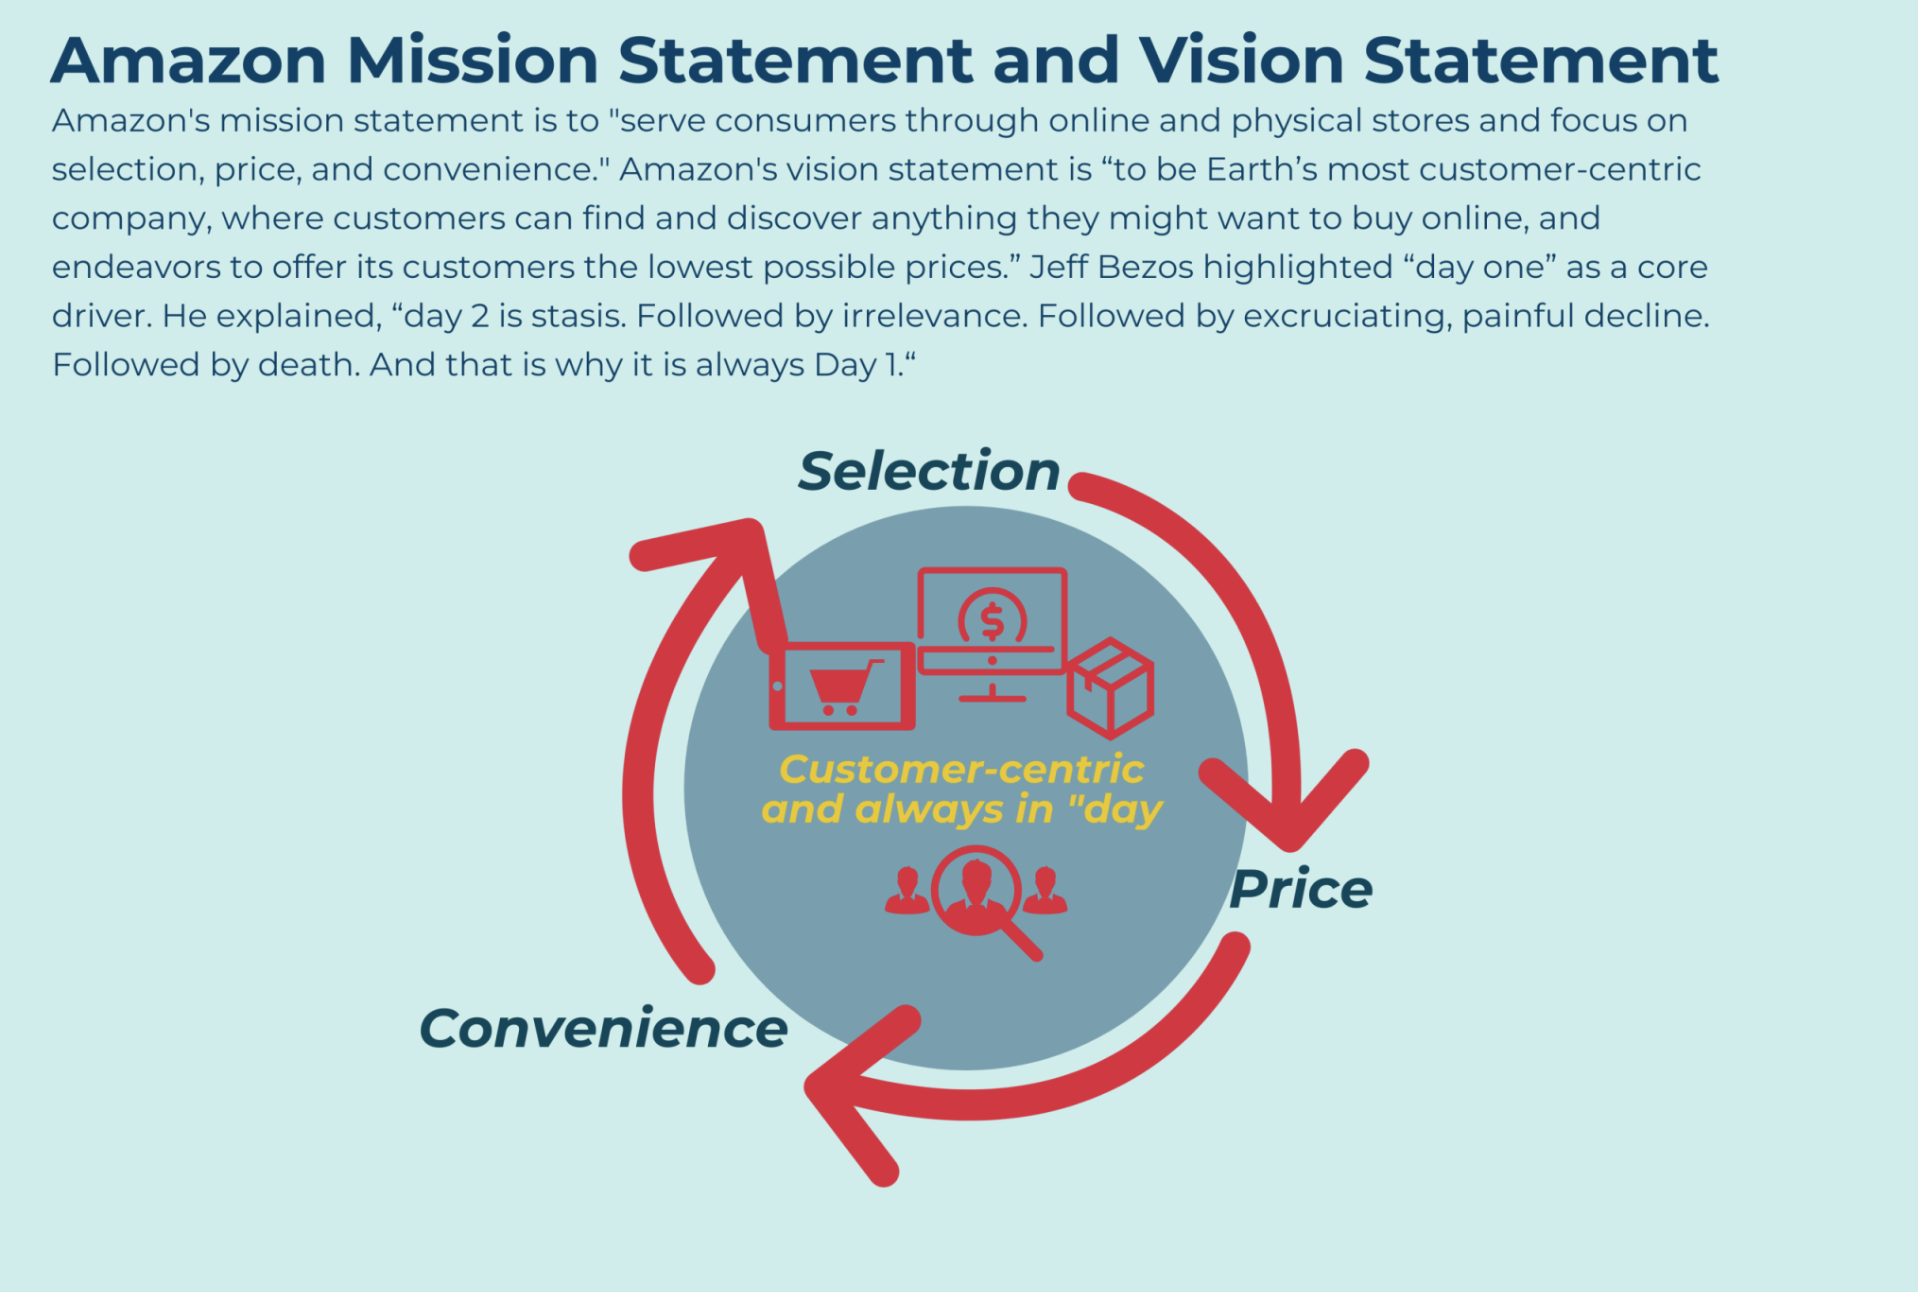 Amazon Mission Statement and Vision Statement
Amazon's mission statement is to "serve consumers through online and physical stores and focus on
selection, price, and convenience." Amazon's vision statement is “to be Earth’s most customer-centric
company, where customers can find and discover anything they might want to buy online, and
endeavors to offer its customers the lowest possible prices.” Jeff Bezos highlighted “day one” as a core
driver. He explained, “day 2 is stasis. Followed by irrelevance. Followed by excruciating, painful decline.
Followed by death. And that is why it is always Day 1.“
Selection
$
Customer-centric
and always in "day
Price
Convenience